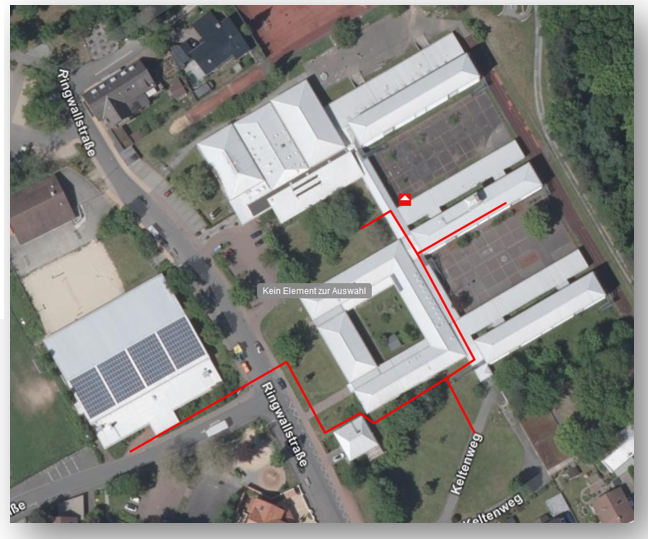 Ringwallstraße
Kein Element zur Auswahl
Ringwallstraße
Keltenweg
Keltenweg
ße